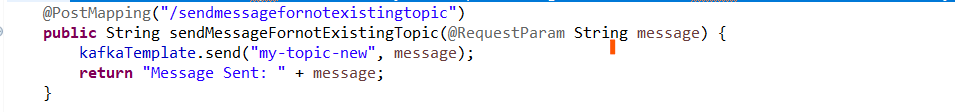 @PostMapping("/sendmessagefornotexistingtopic")
public String sendMessageFornotExistingTopic(@RequestParam String message) {
kafkaTemplate.send("my-topic-new", message);
return "Message Sent: " + message;
}